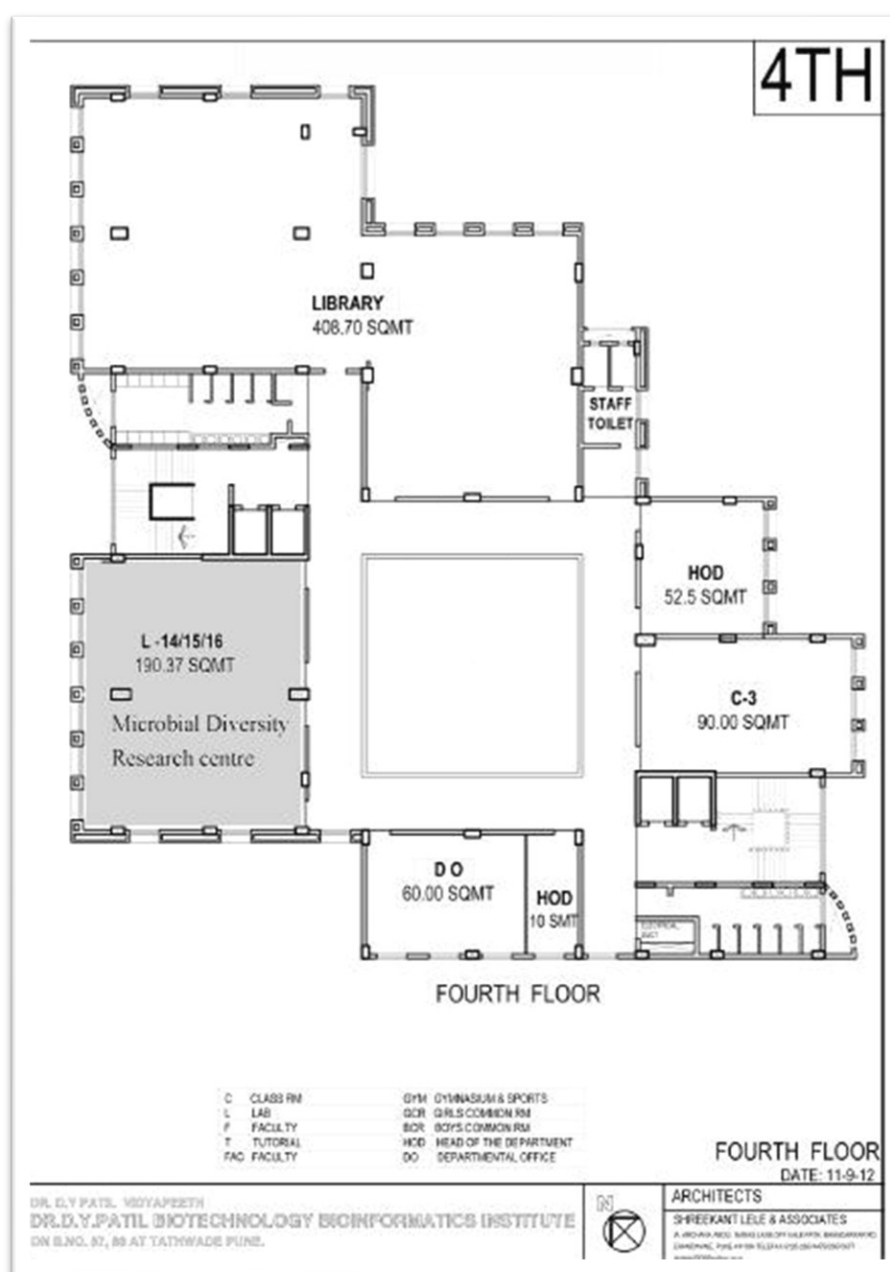 4TH
LIBRARY
408.70 SQMT
STAFF
TOILET
HOD
52.5 SQMT
L -14/15/16
190.37 SQMT
Microbial Diversity
Research centre
C-3
90.00 SQMT
D O
60.00 SQMT
HOD
10 SMT
FOURTH FLOOR
C CLASS RM
L LAB
F FACULTY
T TUTORIAL
FAC FACULTY
GYM GYMNASIUM & SPORTS
GCR GIRLS COMMON RM
BCR BOYS COMMON RM
HOD HEAD OF THE DEPARTMENT
DO DEPARTMENTAL OFFICE
FOURTH FLOOR
DATE: 11-9-12
DR. D.Y PATIL VIDYAPEETH
DR.D.Y.PATIL BIOTECHNOLOGY BIOINFORMATICS INSTITUTE
ON S.NO. 87, 88 AT TATHWADE PUNE.
N
ARCHITECTS
SHREEKANT LELE & ASSOCIATES